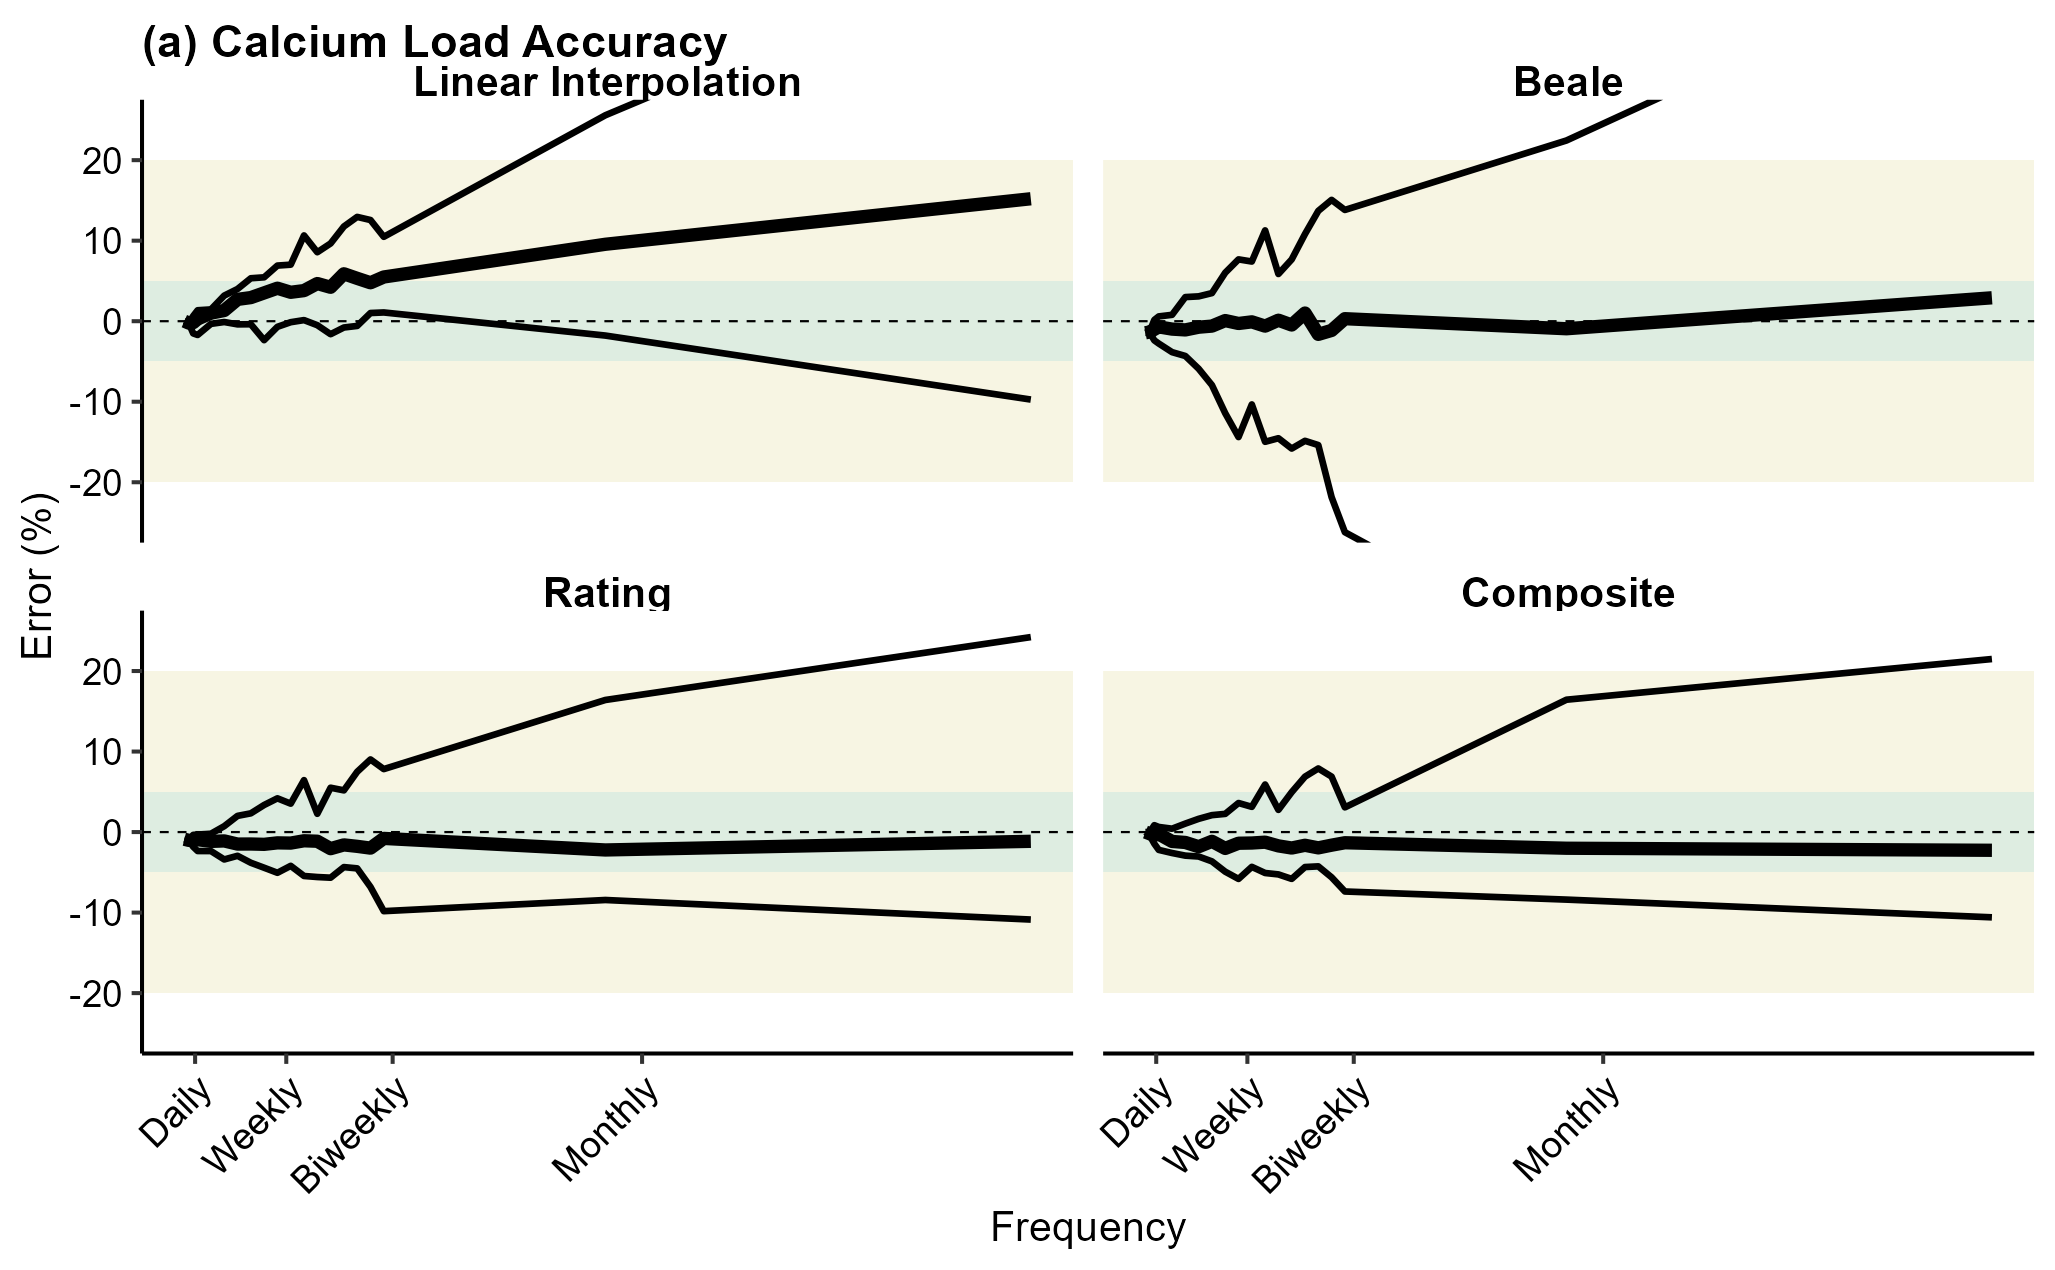 (a) Calcium Load Accuracy
Linear Interpolation
Beale
20
10
0
-10
-20
Error (%)
Rating
Composite
20
10
0
-10
-20
Daily
Weekly
Biweekly
Monthly
Daily
Weekly
Biweekly
Monthly
Frequency